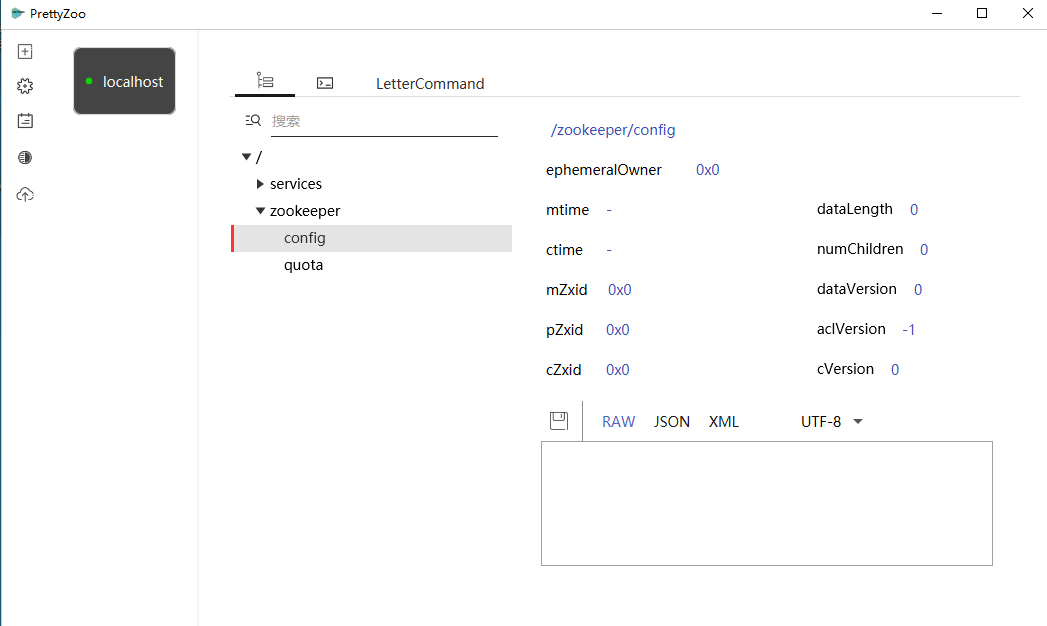 PrettyZoo
localhost
LetterCommand
搜索
/
services
zookeeper
config
quota
/zookeeper/config
ephemeralOwner 0x0
mtime - dataLength 0
ctime - numChildren 0
mZxid 0x0 dataVersion 0
pZxid 0x0 aclVersion -1
cZxid 0x0 cVersion 0
RAW JSON XML UTF-8